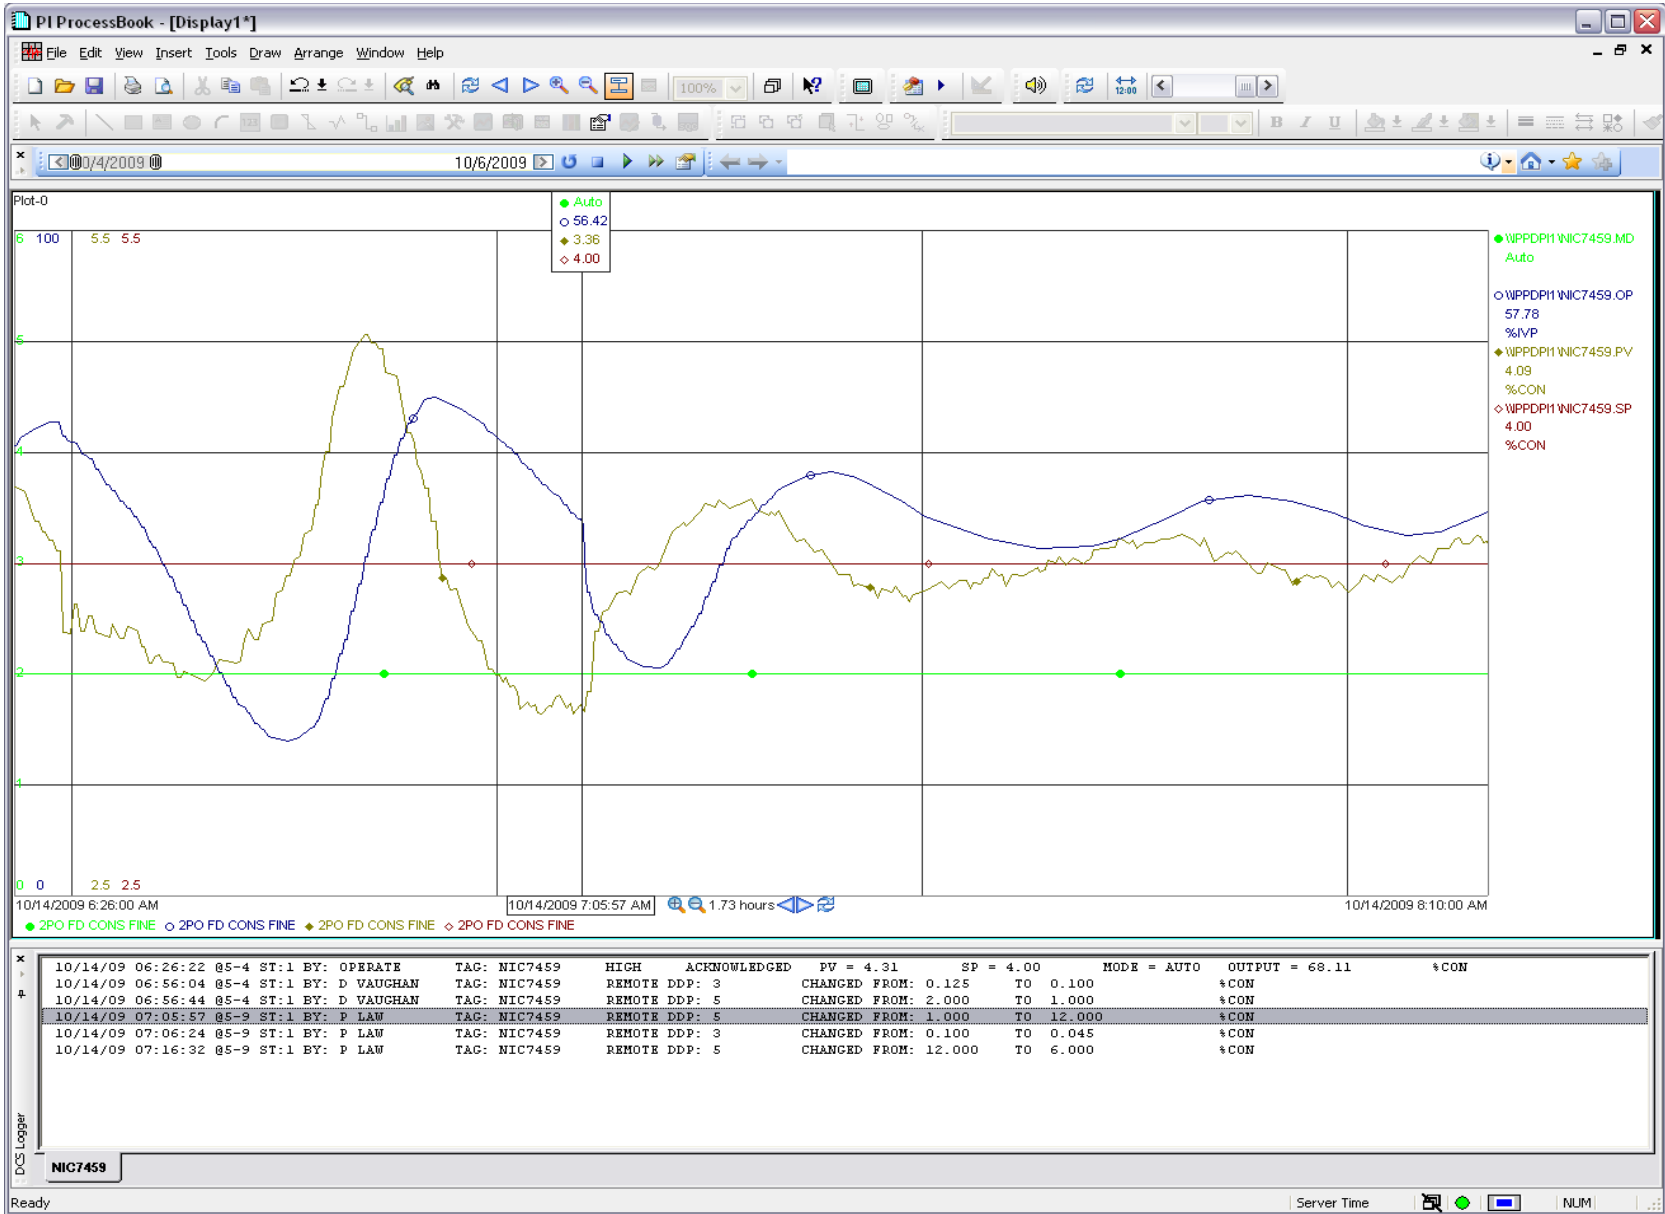 PI ProcessBook - [Display1*]
File Edit View Insert Tools Draw Arrange Window Help
100%
12:00
B I U
0/4/2009
10/6/2009
Plot-0
Auto
56.42
3.36
4.00
6 100 5.5 5.5
5
4
3
2
1
0 0 2.5 2.5
\\WPPDPI1\NIC7459.MD
Auto
\\WPPDPI1\NIC7459.OP
57.78
%IVP
\\WPPDPI1\NIC7459.PV
4.09
%CON
\\WPPDPI1\NIC7459.SP
4.00
%CON
10/14/2009 6:26:00 AM
10/14/2009 7:05:57 AM
1.73 hours
10/14/2009 8:10:00 AM
2PO FD CONS FINE 2PO FD CONS FINE 2PO FD CONS FINE 2PO FD CONS FINE
10/14/09 06:26:22 @5-4 ST:1 BY: OPERATE TAG: NIC7459 HIGH ACKNOWLEDGED PV = 4.31 SP = 4.00 MODE = AUTO OUTPUT = 68.11 %CON
10/14/09 06:56:04 @5-4 ST:1 BY: D VAUGHAN TAG: NIC7459 REMOTE DDP: 3 CHANGED FROM: 0.125 TO 0.100 %CON
10/14/09 06:56:44 @5-4 ST:1 BY: D VAUGHAN TAG: NIC7459 REMOTE DDP: 5 CHANGED FROM: 2.000 TO 1.000 %CON
10/14/09 07:05:57 @5-9 ST:1 BY: P LAW TAG: NIC7459 REMOTE DDP: 5 CHANGED FROM: 1.000 TO 12.000 %CON
10/14/09 07:06:24 @5-9 ST:1 BY: P LAW TAG: NIC7459 REMOTE DDP: 3 CHANGED FROM: 0.100 TO 0.045 %CON
10/14/09 07:16:32 @5-9 ST:1 BY: P LAW TAG: NIC7459 REMOTE DDP: 5 CHANGED FROM: 12.000 TO 6.000 %CON
DCS Logger
NIC7459
Ready
Server Time
NUM